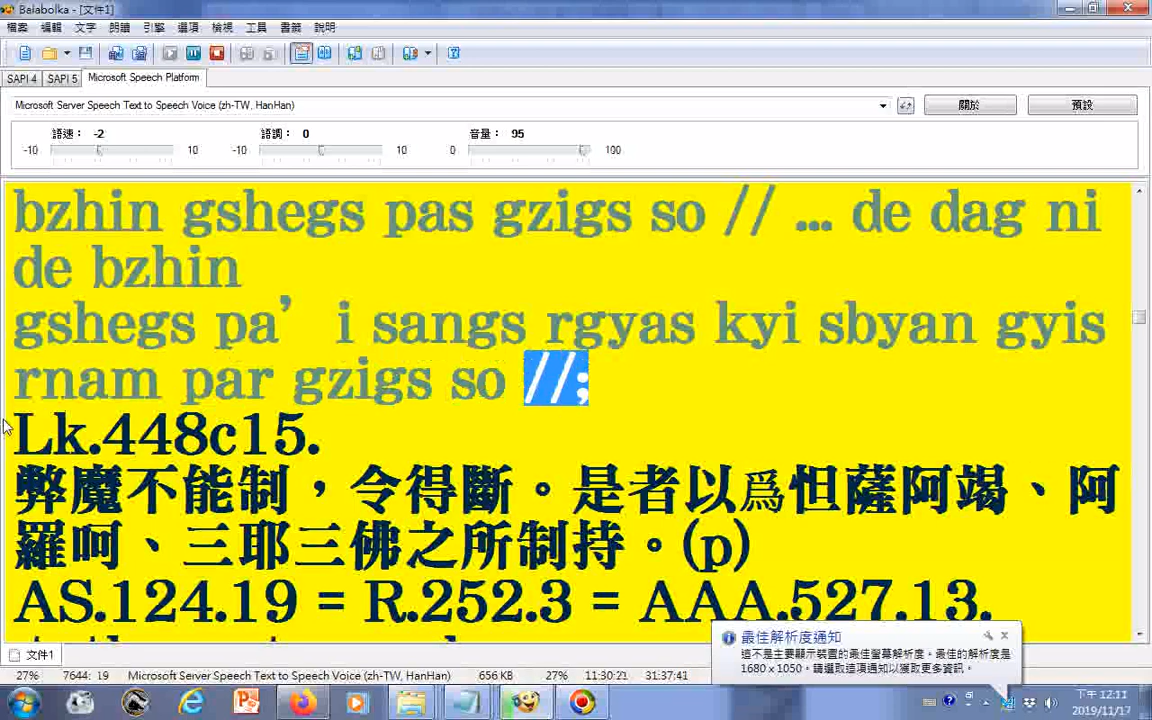 Balabolka - [文件1]
檔案 編輯 文字 朗讀 引擎 選項 檢視 工具 書籤 說明
SAPI 4 SAPI 5 Microsoft Speech Platform
Microsoft Server Speech Text to Speech Voice (zh-TW, HanHan)
關於 預設
語速： -2 語調： 0 音量： 95
-10 10 -10 10 0 100
bzhin gshegs pas gzigs so // ... de dag ni
de bzhin
gshegs pa’ i sangs rgyas kyi sbyan gyis
rnam par gzigs so //;
Lk.448c15.
弊魔不能制，令得斷。是者以爲怛薩阿竭、阿
羅呵、三耶三佛之所制持。(p)
AS.124.19 = R.252.3 = AAA.527.13.
最佳解析度通知
這不是主要顯示裝置的最佳螢幕解析度。最佳的解析度是
1680 x 1050。請選取這項通知以獲取更多資訊。
文件1
27% 7644: 19 Microsoft Server Speech Text to Speech Voice (zh-TW, HanHan) 656 KB 27% 11:30:21 31:37:41
下午 12:11
2019/11/17